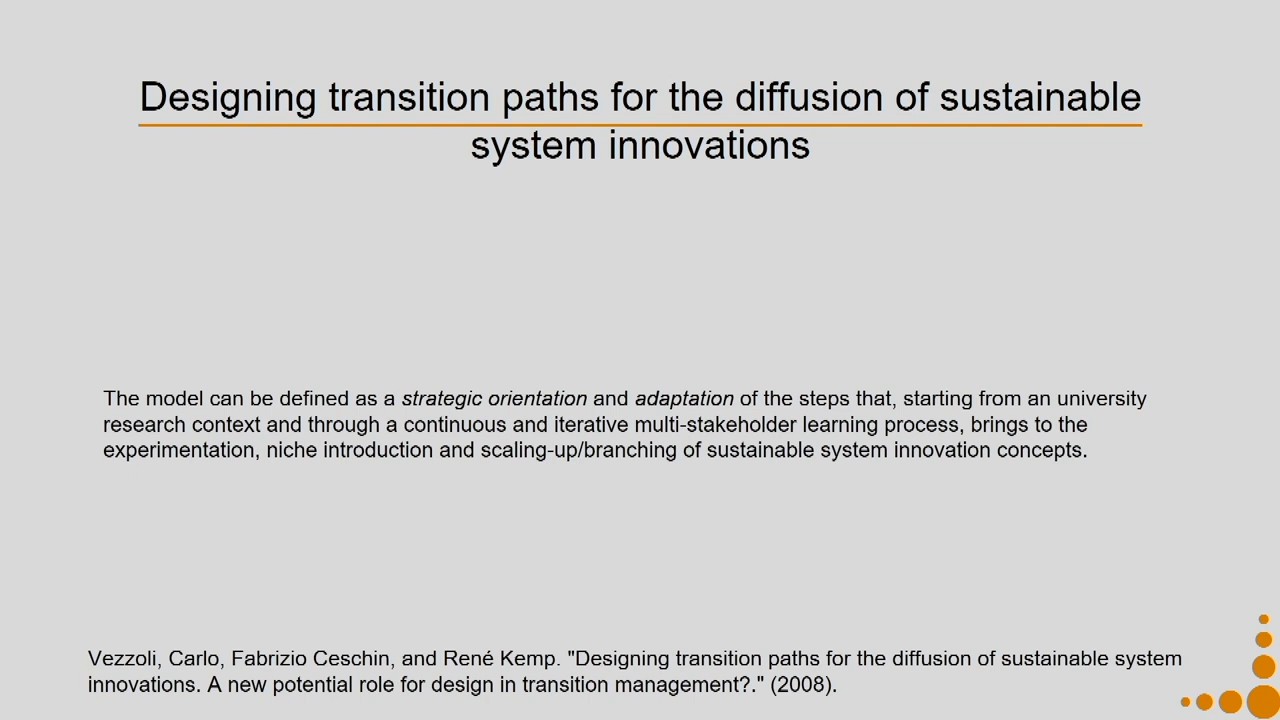 Designing transition paths for the diffusion of sustainable
system innovations
The model can be defined as a strategic orientation and adaptation of the steps that, starting from an university
research context and through a continuous and iterative multi-stakeholder learning process, brings to the
experimentation, niche introduction and scaling-up/branching of sustainable system innovation concepts.
Vezzoli, Carlo, Fabrizio Ceschin, and René Kemp. "Designing transition paths for the diffusion of sustainable system
innovations. A new potential role for design in transition management?." (2008).